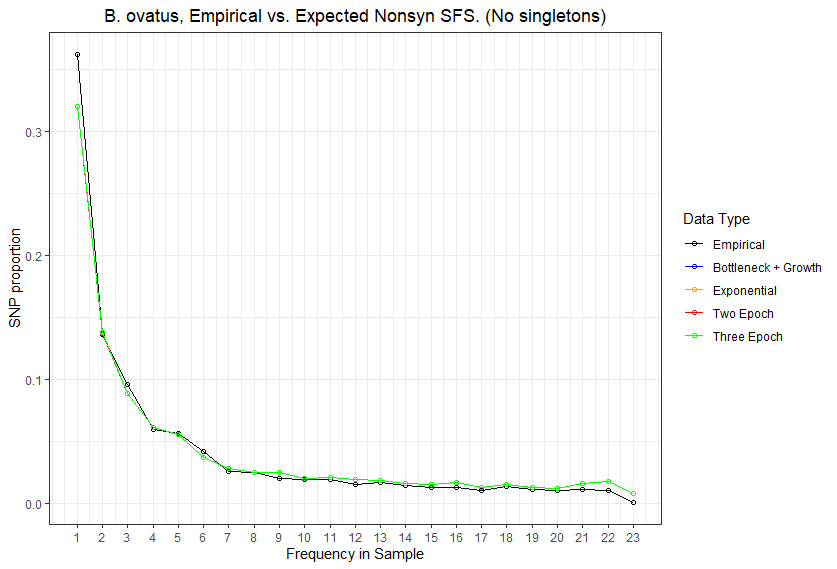 B. ovatus, Empirical vs. Expected Nonsyn SFS. (No singletons)
SNP proportion
0.3
0.2
0.1
0.0
1 2 3 4 5 6 7 8 9 10 11 12 13 14 15 16 17 18 19 20 21 22 23
Frequency in Sample
Data Type
Empirical
Bottleneck + Growth
Exponential
Two Epoch
Three Epoch